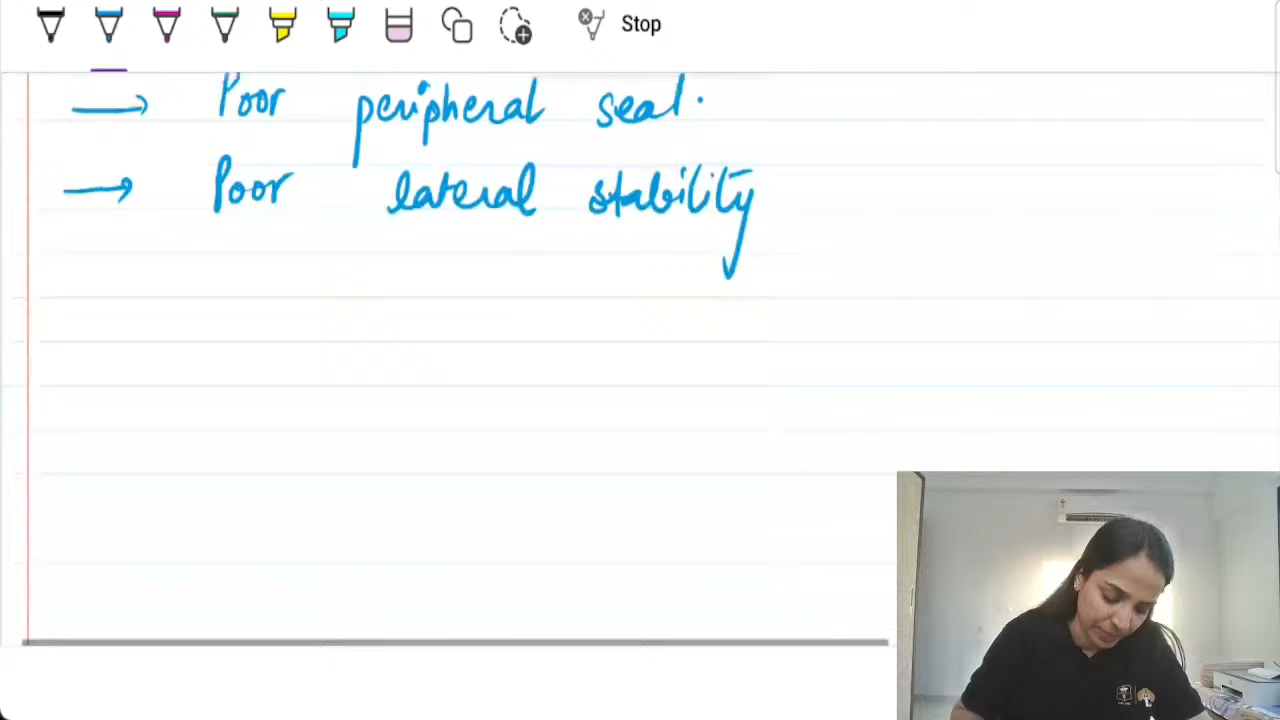 Stop
→ Poor peripheral seal.
→ Poor lateral stability